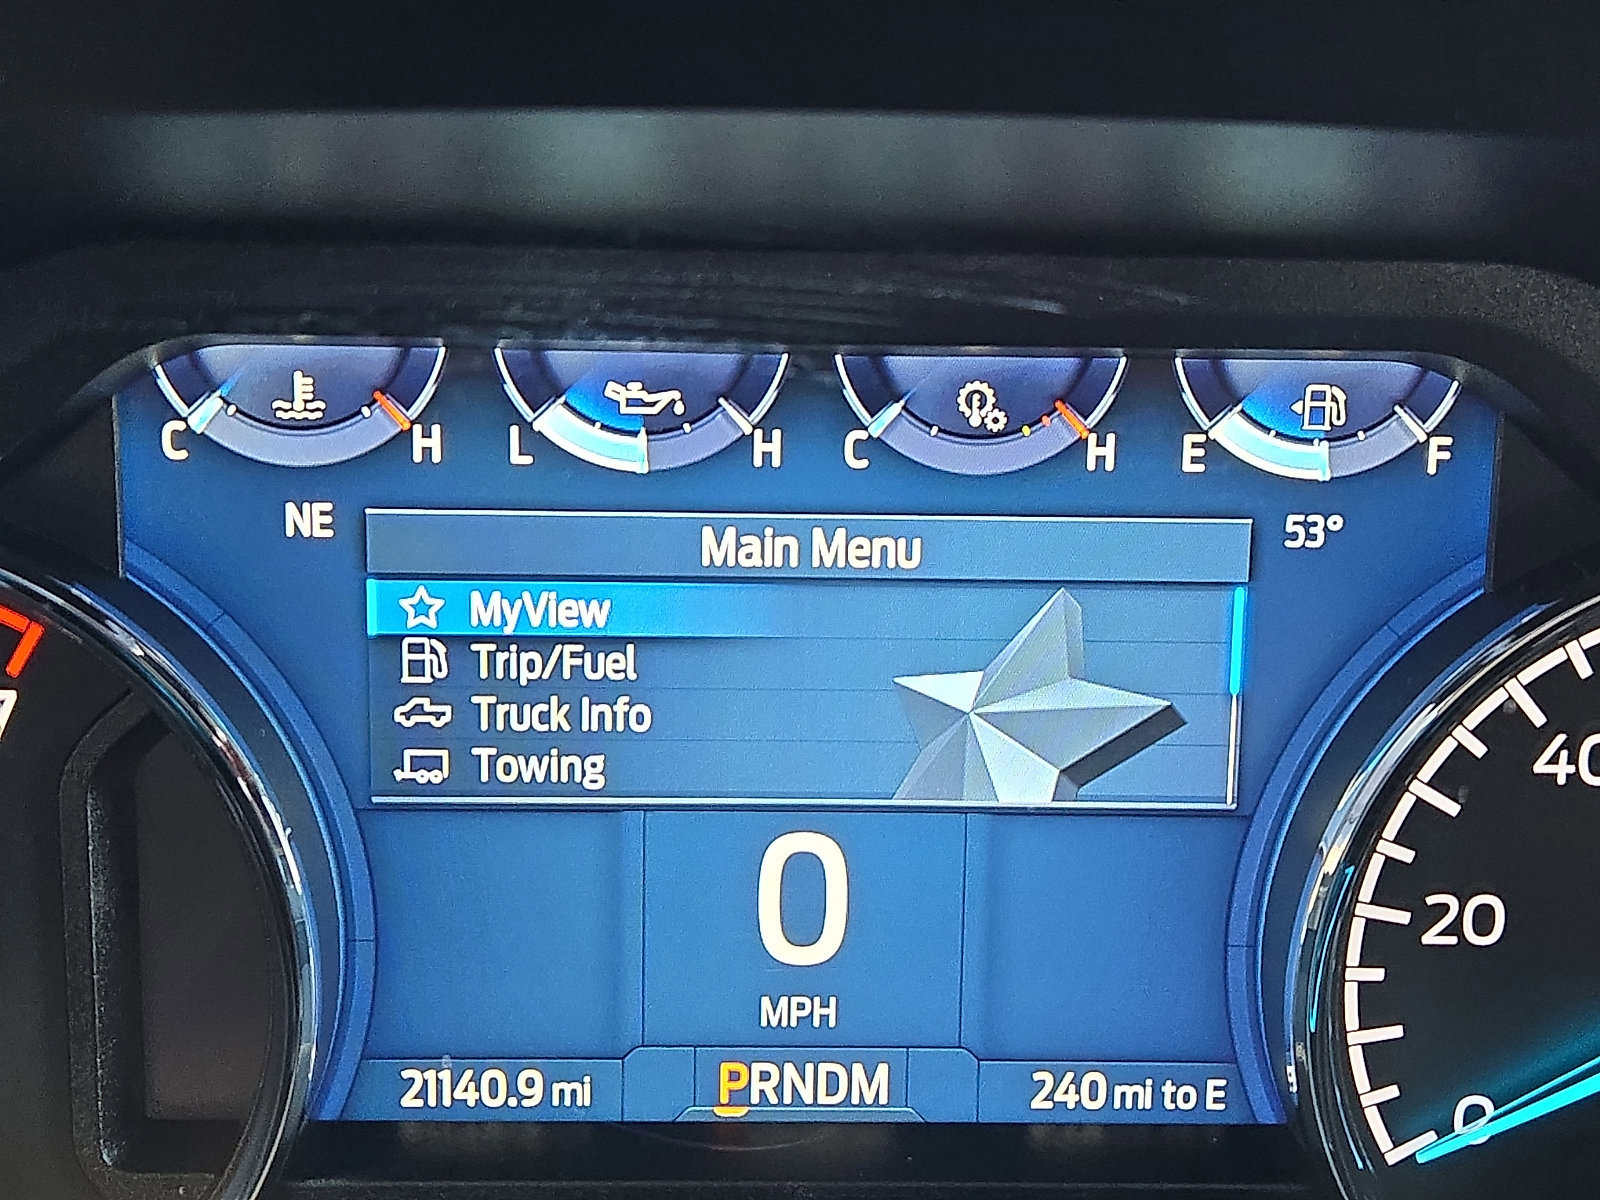 C H L H C H E F
NE
53°
Main Menu
MyView
Trip/Fuel
Truck Info
Towing
0
MPH
21140.9 mi
PRNDM
240 mi to E
40
20
0